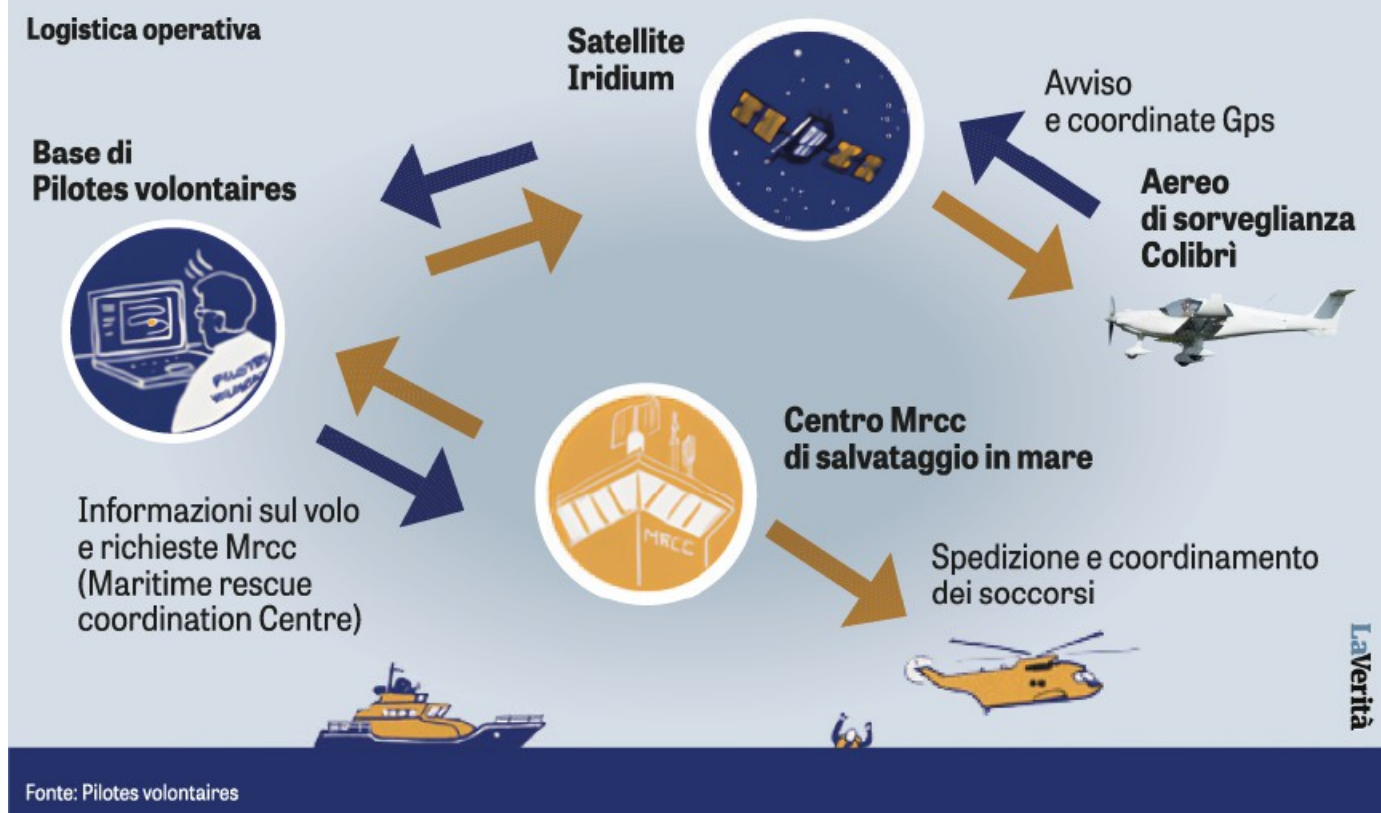 Logistica operativa
Satellite
Iridium
Avviso
e coordinate Gps
Base di
Pilotes volontaires
Aereo
di sorveglianza
Colibrì
Centro Mrcc
di salvataggio in mare
MRCC
Informazioni sul volo
e richieste Mrcc
(Maritime rescue
coordination Centre)
Spedizione e coordinamento
dei soccorsi
LaVerità
Fonte: Pilotes volontaires